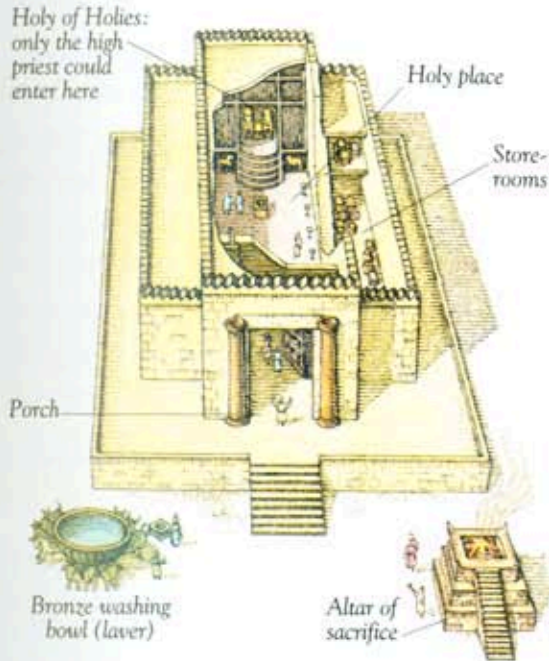 Holy of Holies:
only the high
priest could
enter here
Holy place
Store-
rooms
Porch
Bronze washing
bowl (laver)
Altar of
sacrifice